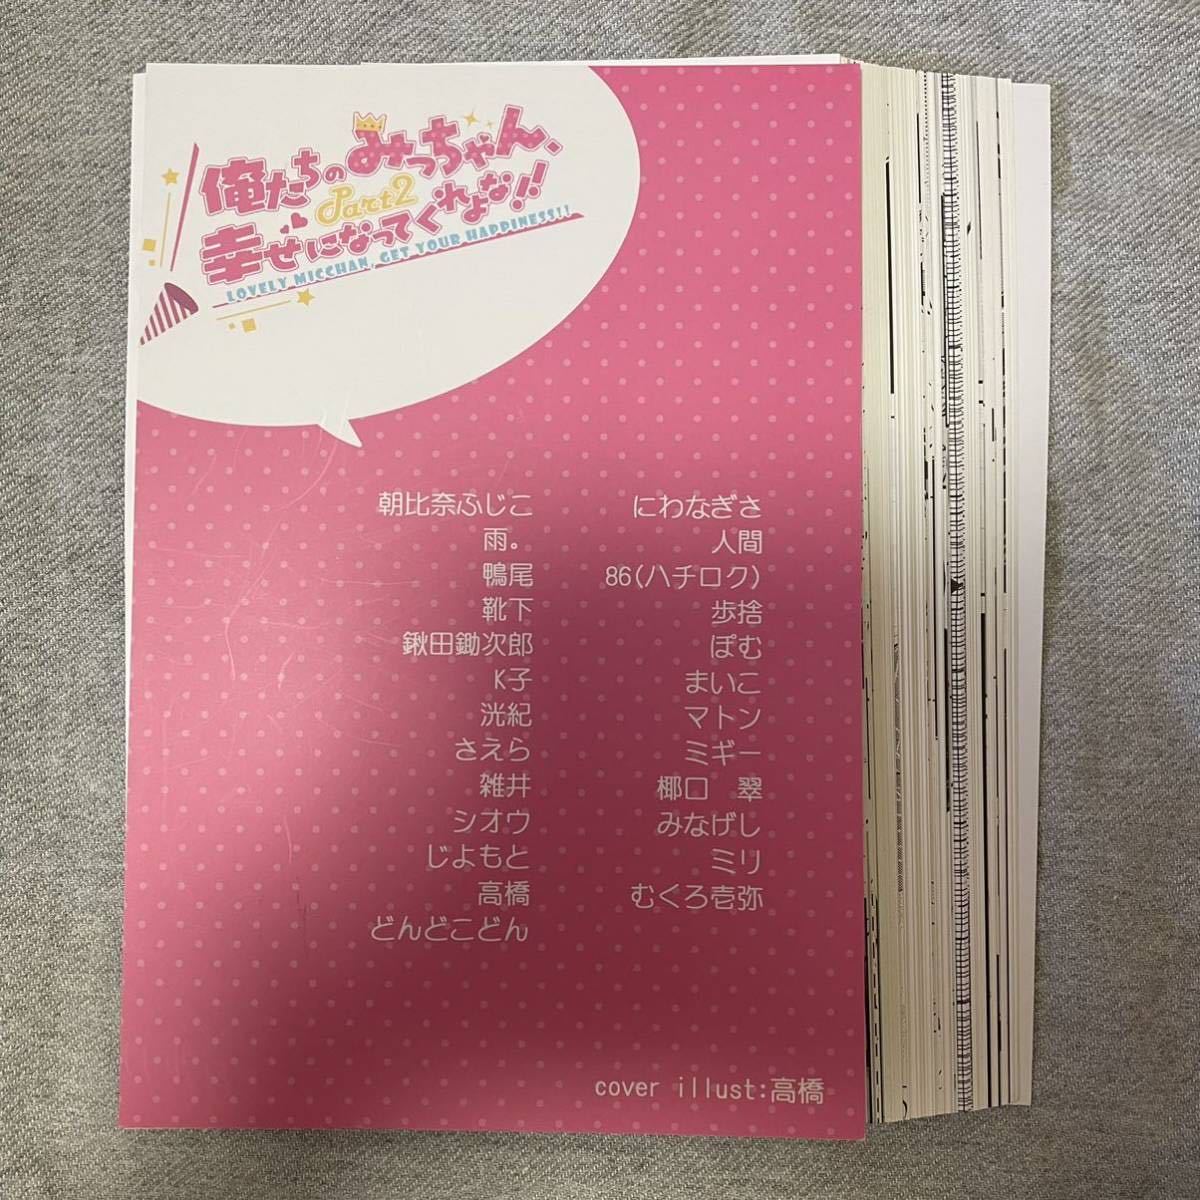 俺たちのみっちゃん、
Part2
幸せになってくれよな!!
LOVELY MICCHAN, GET YOUR HAPPINESS!!
朝比奈ふじこ
雨。
鴨尾
靴下
鍬田鋤次郎
K子
洸紀
さえら
雑井
シオウ
じよもと
高橋
どんどこどん
にわなぎさ
人間
86(ハチロク)
歩捨
ぽむ
まいこ
マトン
ミギー
椰口 翠
みなげし
ミリ
むくろ壱弥
cover illust:高橋